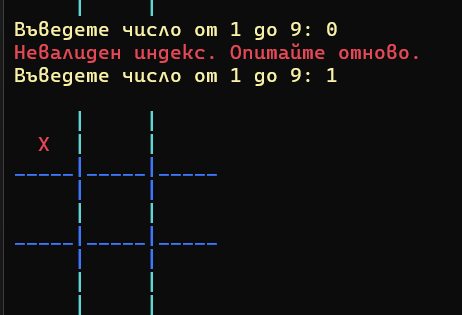 Въведете число от 1 до 9: 0
Невалиден индекс. Опитайте отново.
Въведете число от 1 до 9: 1
X